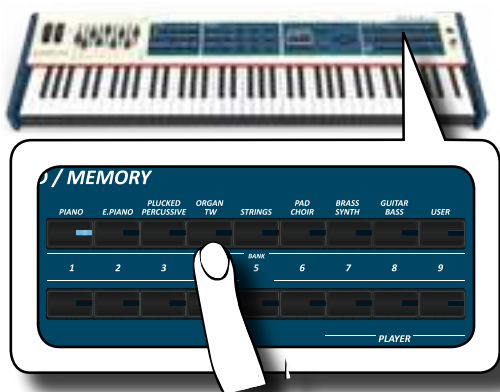 / MEMORY
PLUCKED ORGAN PAD BRASS GUITAR
PIANO E.PIANO PERCUSSIVE TW STRINGS CHOIR SYNTH BASS USER
BANK
1 2 3 5 6 7 8 9
PLAYER